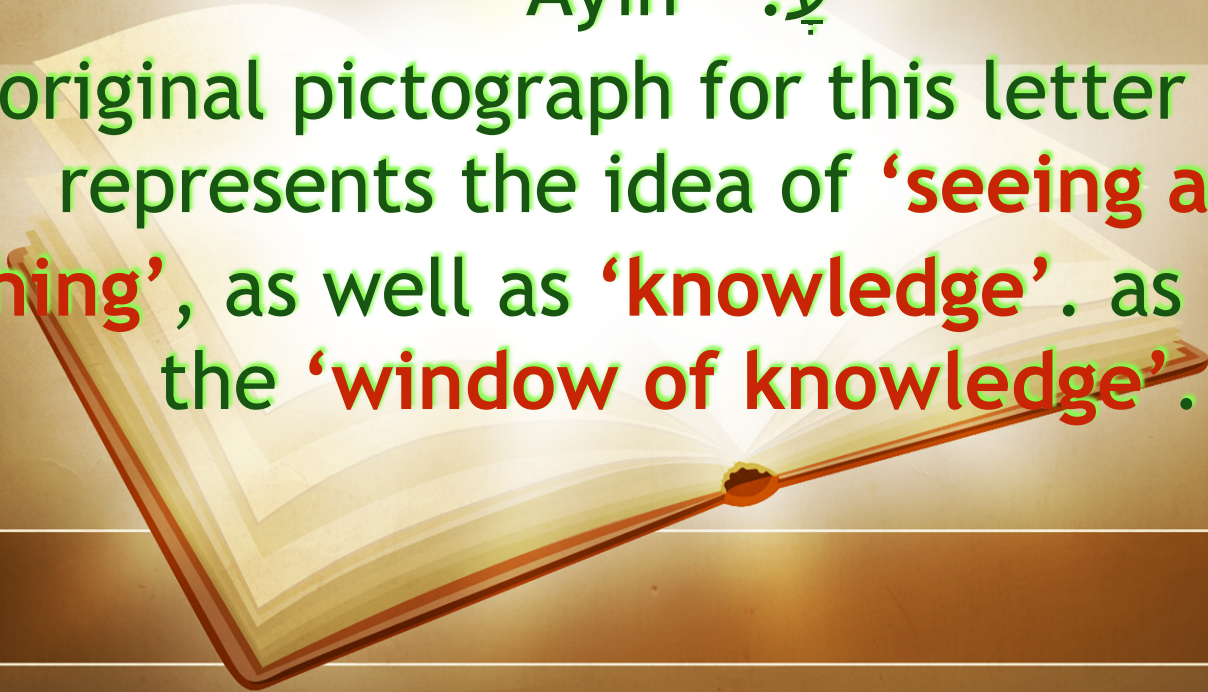 Ayin
original pictograph for this letter
represents the idea of ‘seeing a
ning’, as well as ‘knowledge’. as
the ‘window of knowledge’.